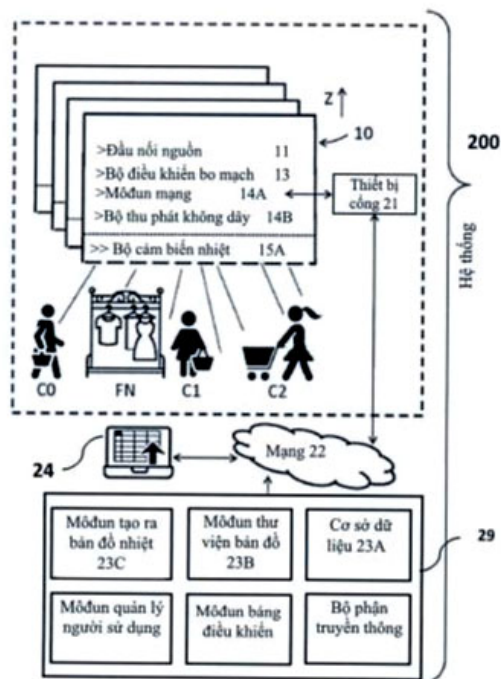 Z
10
200
>Đầu nối nguồn 11
>Bộ điều khiển bo mạch 13
>Môđun mạng 14A
>Bộ thu phát không dây 14B
>> Bộ cảm biến nhiệt 15A
Thiết bị
cổng 21
Hệ thống
C0 FN C1 C2
24
Mạng 22
29
Môđun tạo ra
bản đồ nhiệt
23C
Môđun thư
viện bản đồ
23B
Cơ sở dữ
liệu 23A
Môđun quản lý
người sử dụng
Môđun bảng
điều khiển
Bộ phận
truyền thông